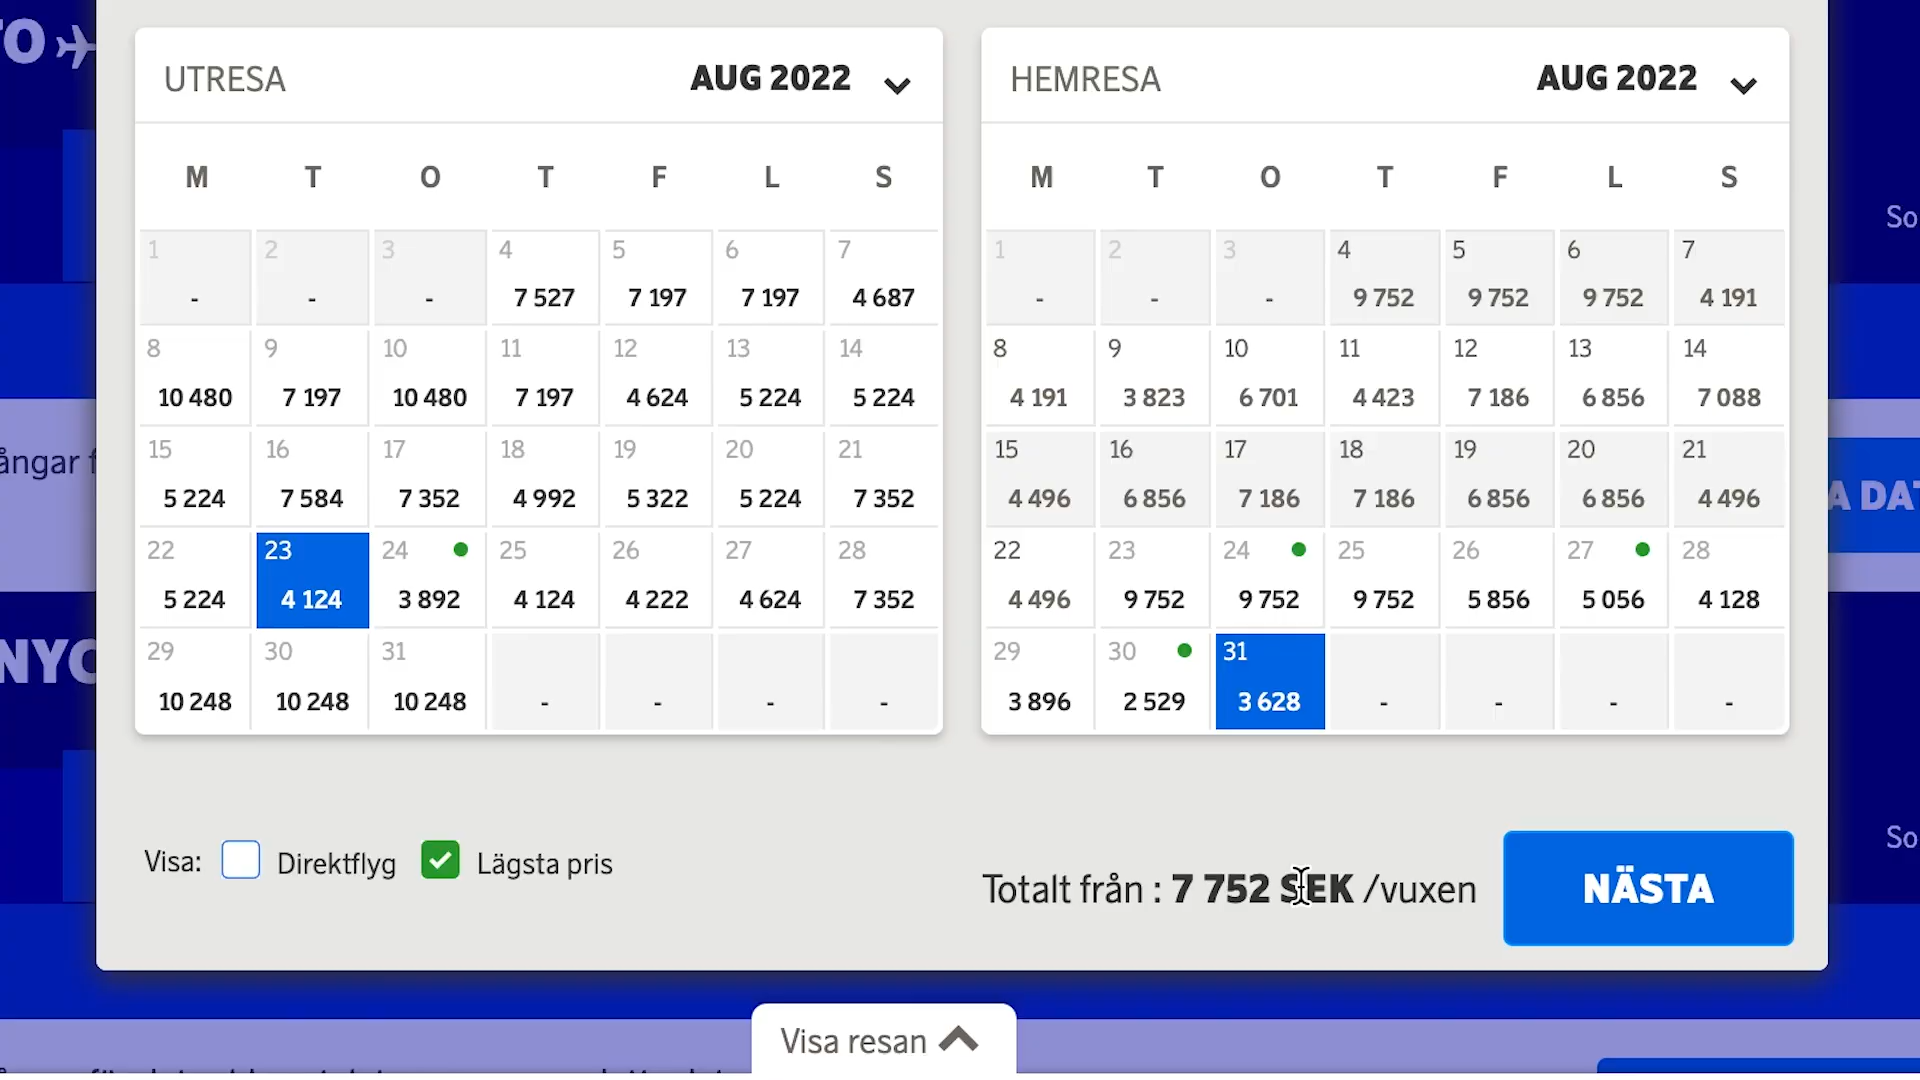 TO
UTRESA AUG 2022
M T O T F L S
1 2 3 4 5 6 7
- - - 7 527 7 197 7 197 4 687
8 9 10 11 12 13 14
10 480 7 197 10 480 7 197 4 624 5 224 5 224
15 16 17 18 19 20 21
5 224 7 584 7 352 4 992 5 322 5 224 7 352
22 23 24 25 26 27 28
5 224 4 124 3 892 4 124 4 222 4 624 7 352
29 30 31
10 248 10 248 10 248 - - - -
HEMRESA AUG 2022
M T O T F L S
1 2 3 4 5 6 7
- - - 9 752 9 752 9 752 4 191
8 9 10 11 12 13 14
4 191 3 823 6 701 4 423 7 186 6 856 7 088
15 16 17 18 19 20 21
4 496 6 856 7 186 7 186 6 856 6 856 4 496
22 23 24 25 26 27 28
4 496 9 752 9 752 9 752 5 856 5 056 4 128
29 30 31
3 896 2 529 3 628 - - - -
So
ångar f
A DAT
NYC
Visa: Direktflyg Lägsta pris
Totalt från : 7 752 SEK /vuxen
NÄSTA
So
Visa resan